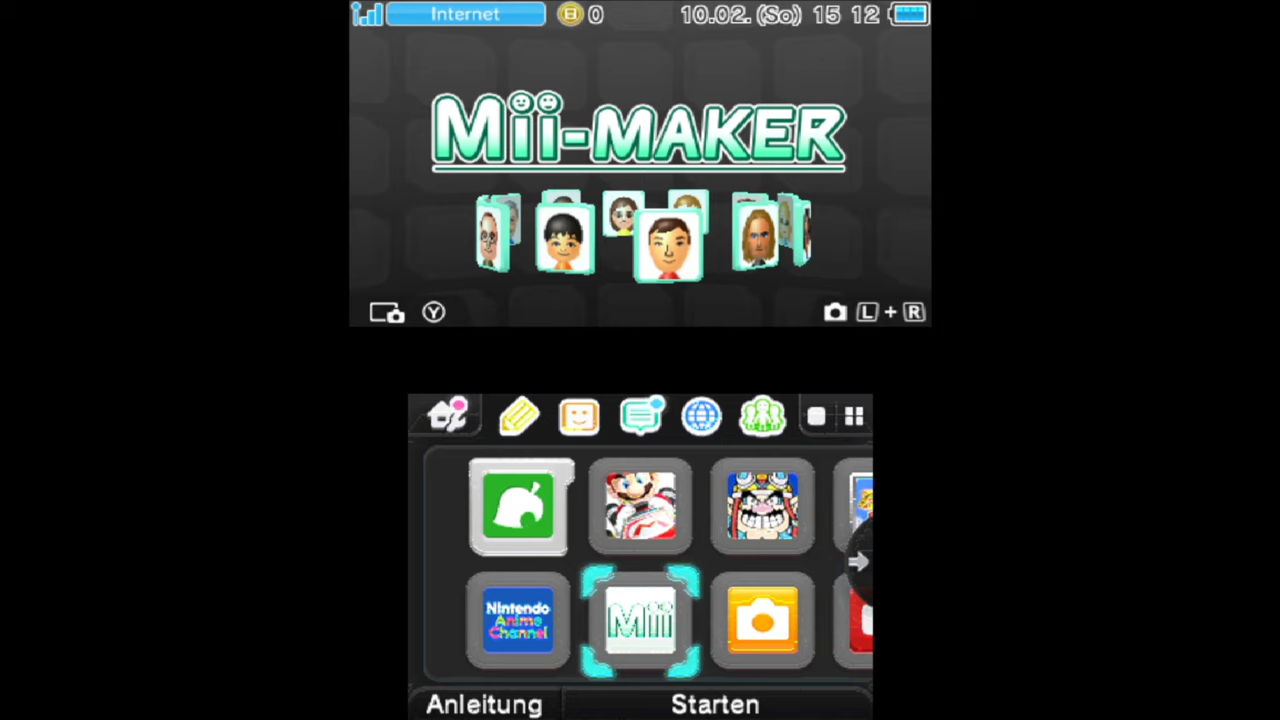 Internet
0
10.02. (So) 15 12
Mii-MAKER
Y
L + R
Nintendo
Anime
Channel
Mii
Anleitung
Starten